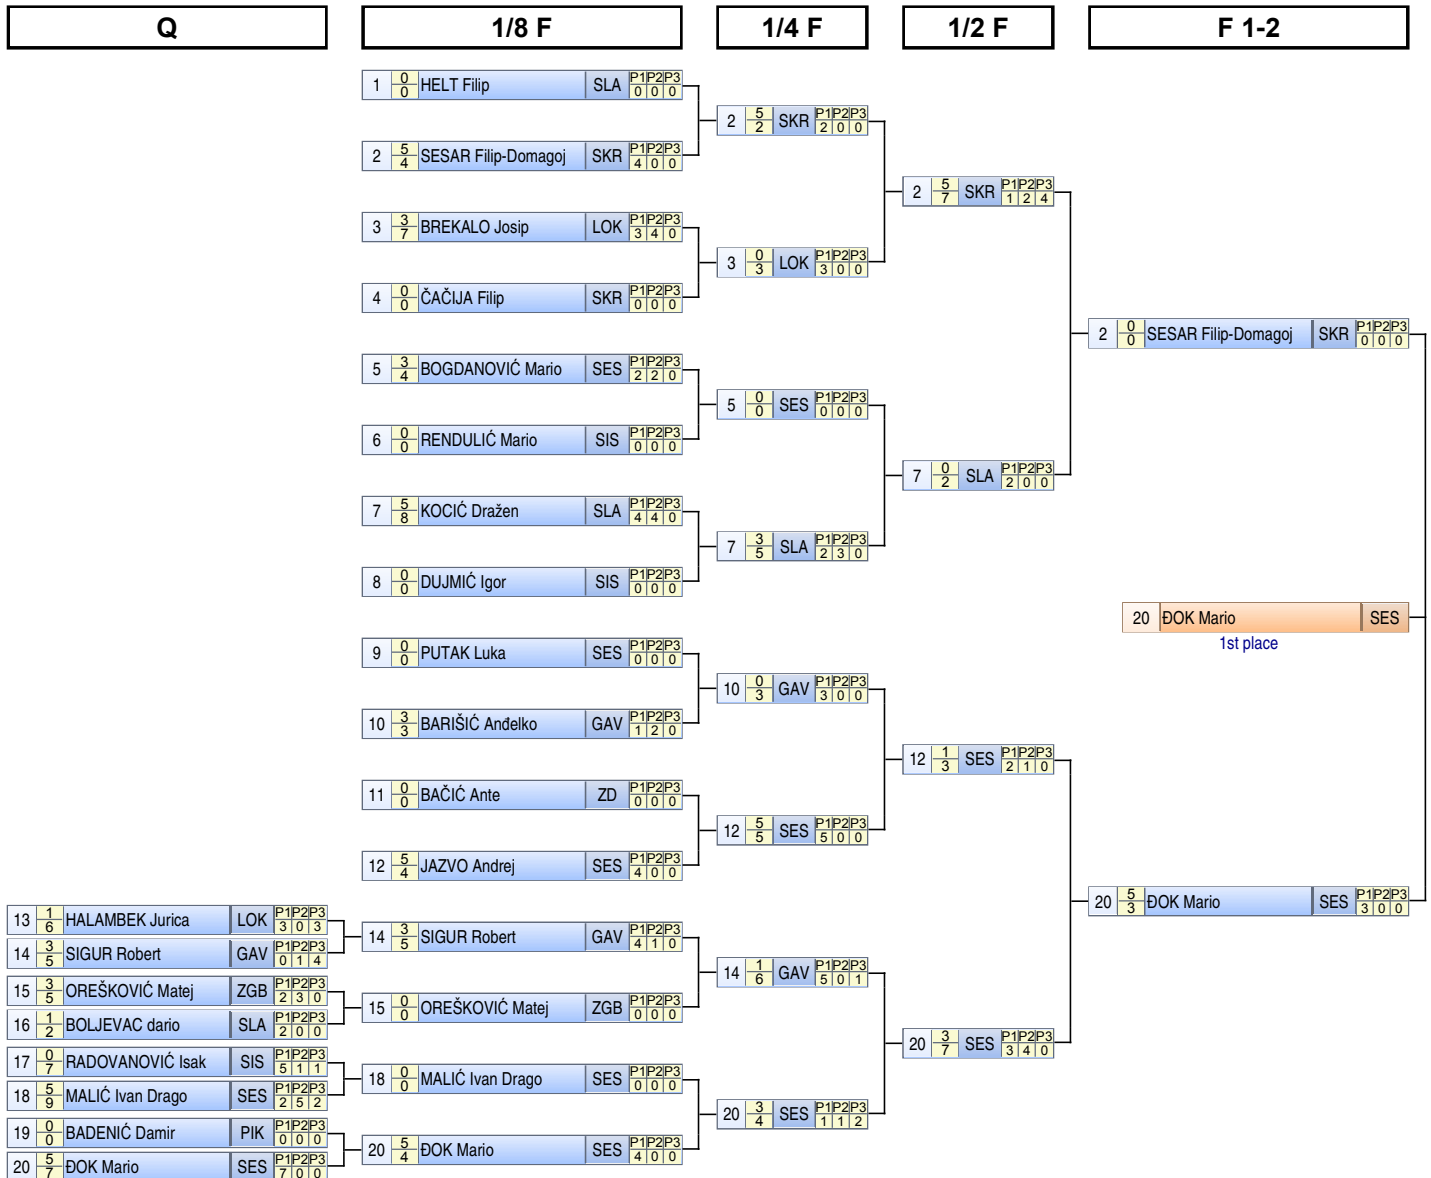 Q 1/8 F 1/4 F 1/2 F F 1-2
1 0 0 HELT Filip SLA P1 P2 P3 0 0 0
2 5 2 SKR P1 P2 P3 2 0 0
2 5 4 SESAR Filip-Domagoj SKR P1 P2 P3 4 0 0
2 5 7 SKR P1 P2 P3 1 2 4
3 3 7 BREKALO Josip LOK P1 P2 P3 3 4 0
3 0 3 LOK P1 P2 P3 3 0 0
4 0 0 ČAČIJA Filip SKR P1 P2 P3 0 0 0
2 0 0 SESAR Filip-Domagoj SKR P1 P2 P3 0 0 0
5 3 4 BOGDANOVIĆ Mario SES P1 P2 P3 2 2 0
5 0 0 SES P1 P2 P3 0 0 0
6 0 0 RENDULIĆ Mario SIS P1 P2 P3 0 0 0
7 0 2 SLA P1 P2 P3 2 0 0
7 5 8 KOCIĆ Dražen SLA P1 P2 P3 4 4 0
7 3 5 SLA P1 P2 P3 2 3 0
8 0 0 DUJMIĆ Igor SIS P1 P2 P3 0 0 0
20 ĐOK Mario SES
1st place
9 0 0 PUTAK Luka SES P1 P2 P3 0 0 0
10 0 3 GAV P1 P2 P3 3 0 0
10 3 3 BARIŠIĆ Anđelko GAV P1 P2 P3 1 2 0
12 1 3 SES P1 P2 P3 2 1 0
11 0 0 BAČIĆ Ante ZD P1 P2 P3 0 0 0
12 5 5 SES P1 P2 P3 5 0 0
12 5 4 JAZVO Andrej SES P1 P2 P3 4 0 0
20 5 3 ĐOK Mario SES P1 P2 P3 3 0 0
13 1 6 HALAMBEK Jurica LOK P1 P2 P3 3 0 3
14 3 5 SIGUR Robert GAV P1 P2 P3 4 1 0
14 3 5 SIGUR Robert GAV P1 P2 P3 0 1 4
14 1 6 GAV P1 P2 P3 5 0 1
15 3 5 OREŠKOVIĆ Matej ZGB P1 P2 P3 2 3 0
15 0 0 OREŠKOVIĆ Matej ZGB P1 P2 P3 0 0 0
16 1 2 BOLJEVAC dario SLA P1 P2 P3 2 0 0
20 3 7 SES P1 P2 P3 3 4 0
17 0 7 RADOVANOVIĆ Isak SIS P1 P2 P3 5 1 1
18 0 0 MALIĆ Ivan Drago SES P1 P2 P3 0 0 0
18 5 9 MALIĆ Ivan Drago SES P1 P2 P3 2 5 2
20 3 4 SES P1 P2 P3 1 1 2
19 0 0 BADENIĆ Damir PIK P1 P2 P3 0 0 0
20 5 4 ĐOK Mario SES P1 P2 P3 4 0 0
20 5 7 ĐOK Mario SES P1 P2 P3 7 0 0